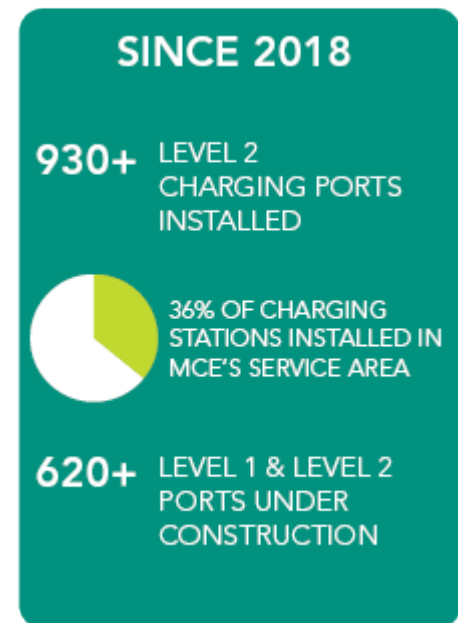 SINCE 2018
930+ LEVEL 2
CHARGING PORTS
INSTALLED
36% OF CHARGING
STATIONS INSTALLED IN
MCE'S SERVICE AREA
620+ LEVEL 1 & LEVEL 2
PORTS UNDER
CONSTRUCTION